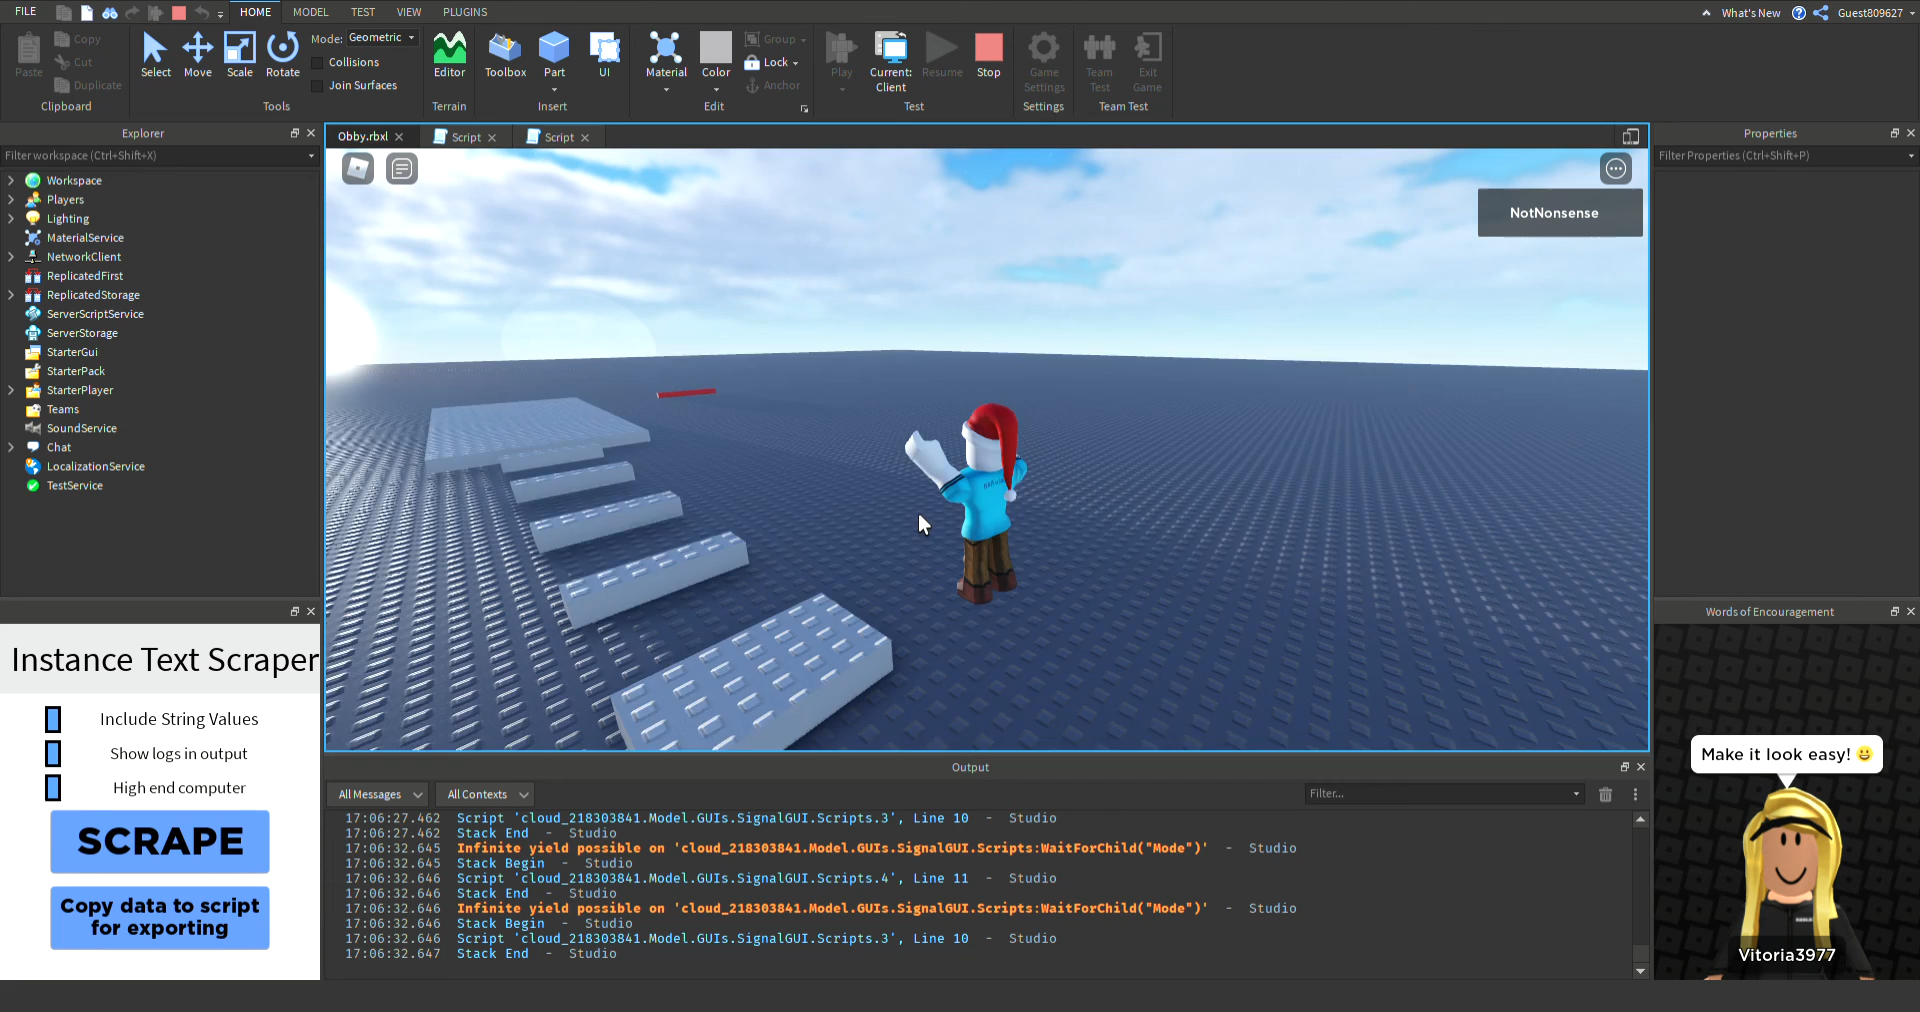 FILE
HOME
MODEL
TEST
VIEW
PLUGINS
What's New
Guest809627
Paste
Copy
Cut
Duplicate
Clipboard
Select
Move
Scale
Rotate
Mode: Geometric
Collisions
Join Surfaces
Tools
Editor
Terrain
Toolbox
Part
UI
Insert
Material
Color
Group
Lock
Anchor
Edit
Play
Current:
Client
Resume
Stop
Test
Game
Settings
Settings
Team
Test
Exit
Game
Team Test
Explorer
Filter workspace (Ctrl+Shift+X)
Workspace
Players
Lighting
MaterialService
NetworkClient
ReplicatedFirst
ReplicatedStorage
ServerScriptService
ServerStorage
StarterGui
StarterPack
StarterPlayer
Teams
SoundService
Chat
LocalizationService
TestService
Obby.rbxl
Script
Script
NotNonsense
Properties
Filter Properties (Ctrl+Shift+P)
Instance Text Scraper
Include String Values
Show logs in output
High end computer
SCRAPE
Copy data to script
for exporting
Output
All Messages
All Contexts
Filter...
17:06:27.462 Script 'cloud_218303841.Model.GUIs.SignalGUI.Scripts.3', Line 10 - Studio
17:06:27.462 Stack End - Studio
17:06:32.645 Infinite yield possible on 'cloud_218303841.Model.GUIs.SignalGUI.Scripts:WaitForChild("Mode")' - Studio
17:06:32.645 Stack Begin - Studio
17:06:32.646 Script 'cloud_218303841.Model.GUIs.SignalGUI.Scripts.4', Line 11 - Studio
17:06:32.646 Stack End - Studio
17:06:32.646 Infinite yield possible on 'cloud_218303841.Model.GUIs.SignalGUI.Scripts:WaitForChild("Mode")' - Studio
17:06:32.646 Stack Begin - Studio
17:06:32.646 Script 'cloud_218303841.Model.GUIs.SignalGUI.Scripts.3', Line 10 - Studio
17:06:32.647 Stack End - Studio
Words of Encouragement
Make it look easy! 😀
Vitoria3977